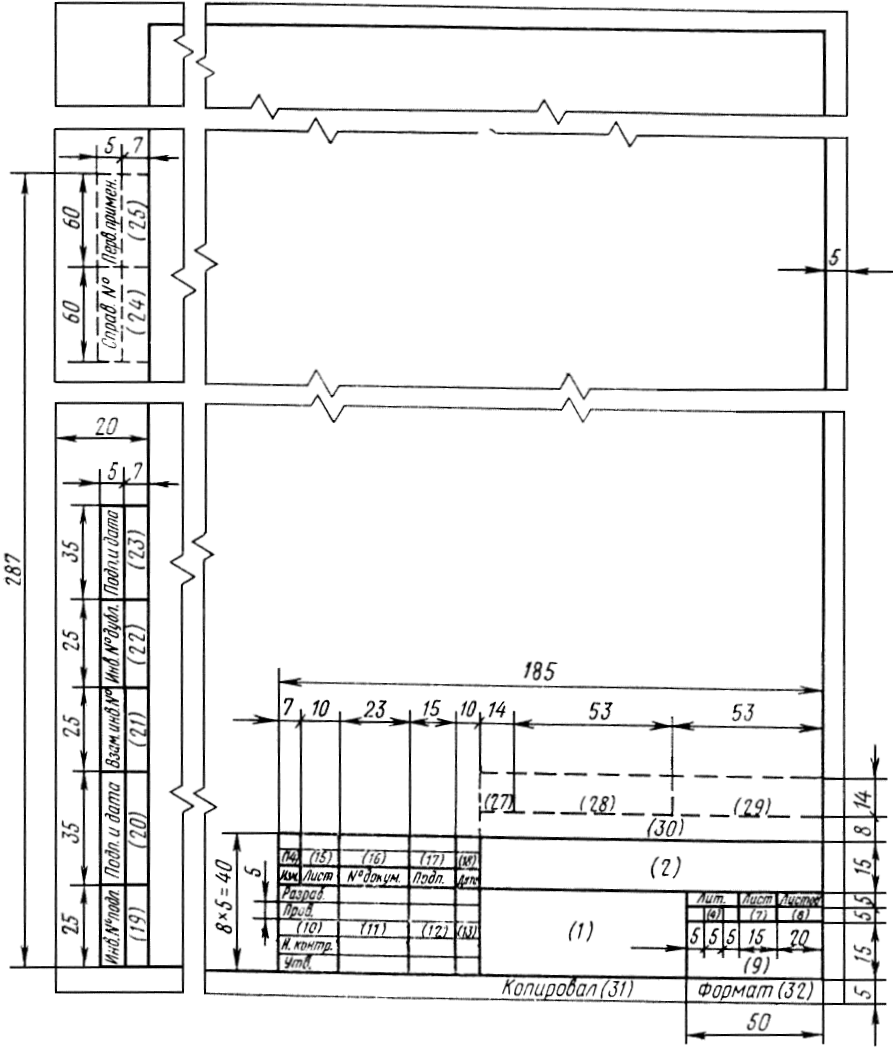 5 7
60 Перв. примен. (25)
60 Справ. № (24)
5
20
5 7
287
35 Подп. и дата (23)
25 Инв. № дубл. (22)
25 Взам. инв. № (21)
35 Подп. и дата (20)
25 Инв. № подл. (19)
185
7 10 23 15 10 14 53 53
(27) (28) (29) 14
(30) 8
8×5=40
5
(14) (15) (16) (17) (18)
Изм. Лист № докум. Подп. Дата
(2) 15
Разраб.
Пров.
(10) (11) (12) (13)
Н. контр.
Утв.
(1)
Лит. Лист Листов 5
(4) (7) (8) 5
5 5 5 15 20
(9) 15
Копировал (31) Формат (32) 5
50